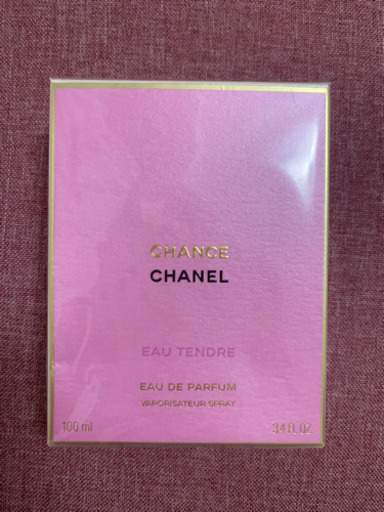 CHANCE
CHANEL
EAU TENDRE
EAU DE PARFUM
VAPORISATEUR SPRAY
100 ml 3.4 FL. OZ